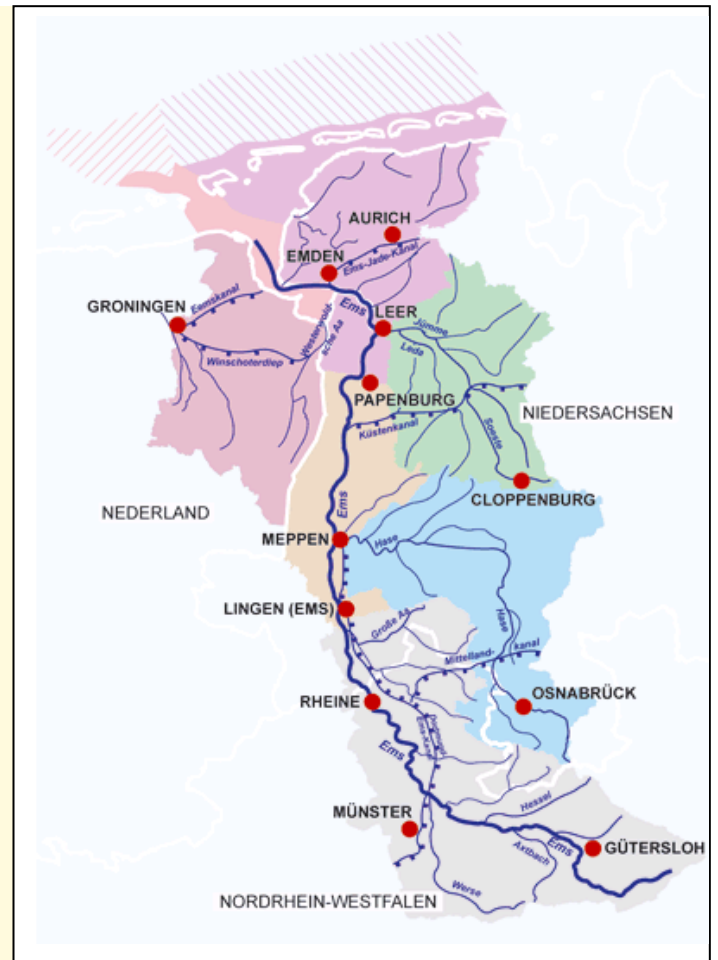 AURICH
EMDEN
Ems-Jade-Kanal
GRONINGEN
Eemskanal
Ems
LEER
Westerwold-
sche Aa
Jümme
Leda
Winschoterdiep
PAPENBURG
NIEDERSACHSEN
Küstenkanal
Soeste
CLOPPENBURG
NEDERLAND
Ems
MEPPEN
Hase
LINGEN (EMS)
Große Aa
Hase
Mittelland-
kanal
OSNABRÜCK
RHEINE
Dortmund-
Ems-Kanal
Ems
Hessel
MÜNSTER
Ems
GÜTERSLOH
Axtbach
Werse
NORDRHEIN-WESTFALEN